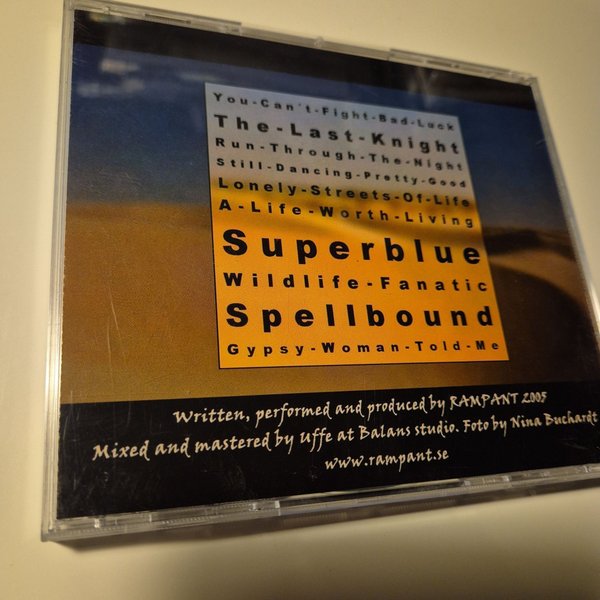 You-Can't-Fight-Bad-Luck
The-Last-Knight
Run-Through-The-Night
Still-Dancing-Pretty-Good
Lonely-Streets-Of-Life
A-Life-Worth-Living
Superblue
Wildlife-Fanatic
Spellbound
Gypsy-Woman-Told-Me
Written, performed and produced by RAMPANT 2005
Mixed and mastered by Uffe at Balans studio. Foto by Nina Buchardt
www.rampant.se